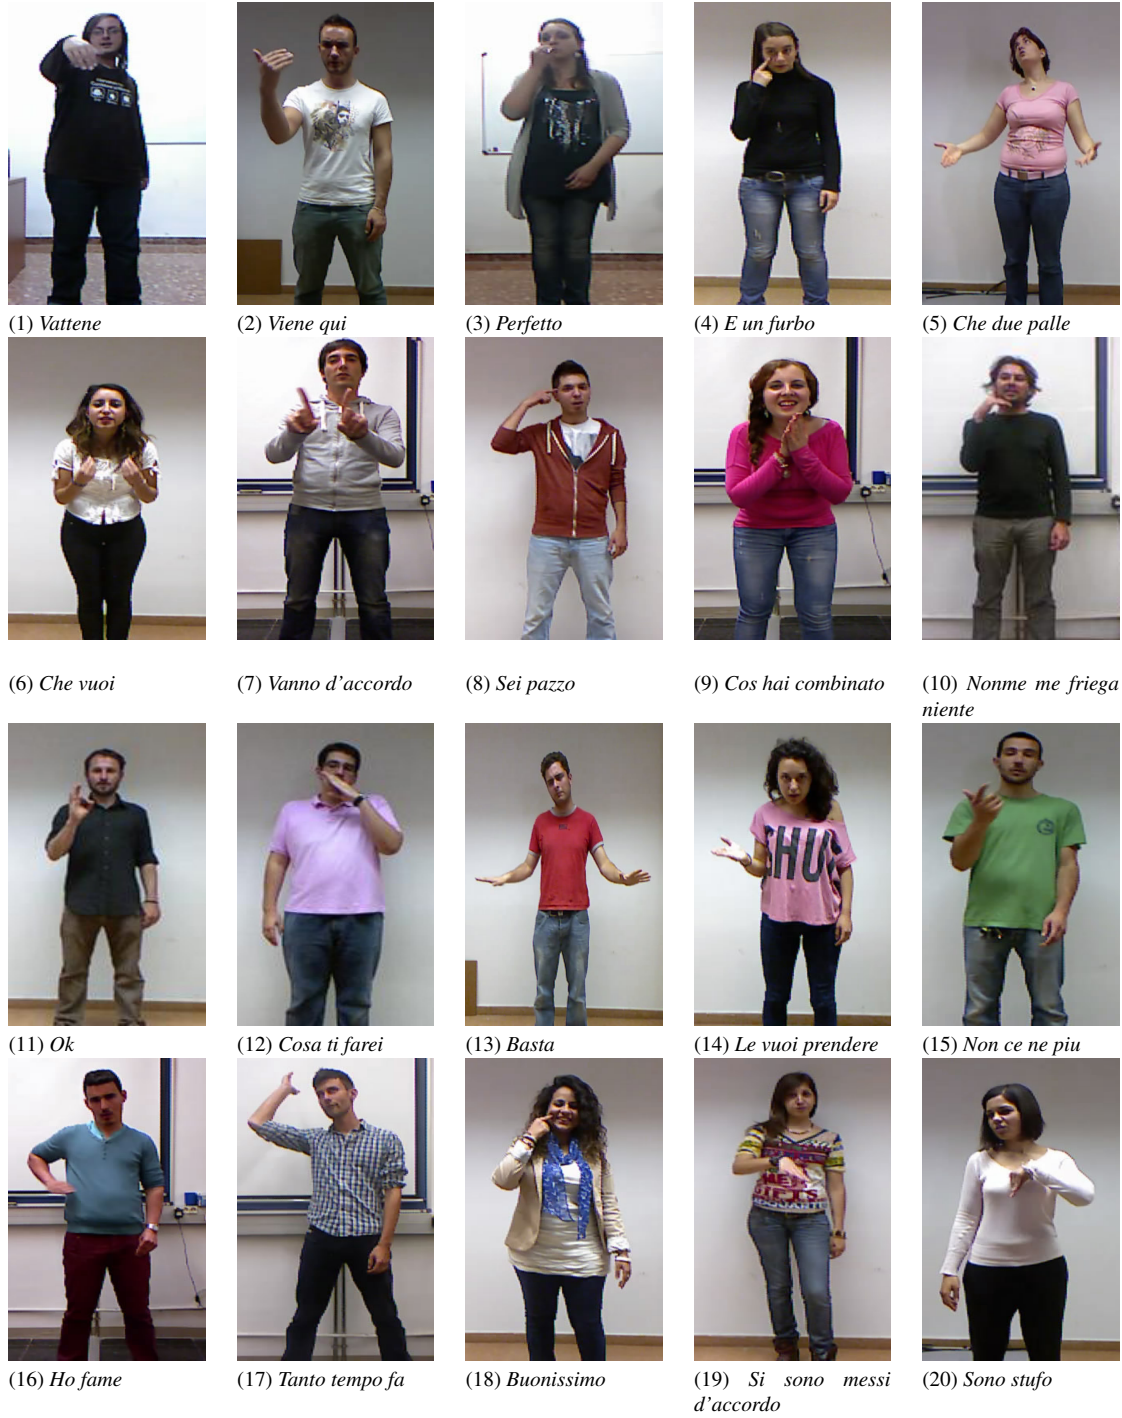 (1) Vattene
(2) Viene qui
(3) Perfetto
(4) E un furbo
(5) Che due palle
(6) Che vuoi
(7) Vanno d'accordo
(8) Sei pazzo
(9) Cos hai combinato
(10) Nonme me friega
niente
CHU
(11) Ok
(12) Cosa ti farei
(13) Basta
(14) Le vuoi prendere
(15) Non ce ne piu
(16) Ho fame
(17) Tanto tempo fa
(18) Buonissimo
(19) Si sono messi
d'accordo
(20) Sono stufo